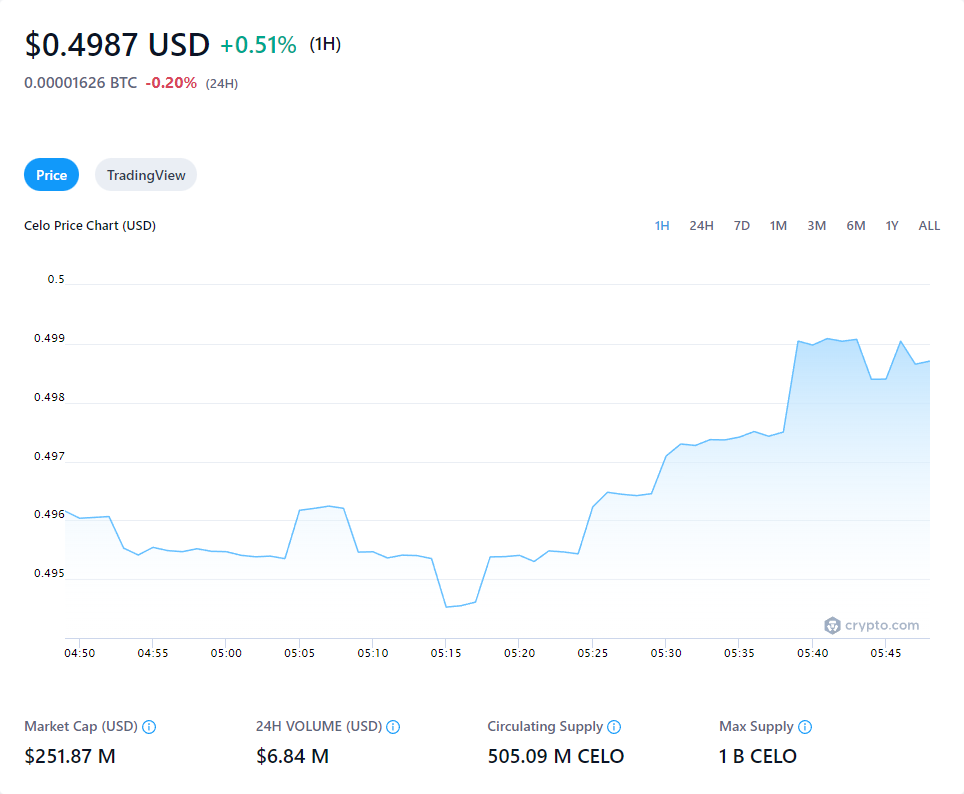 $0.4987 USD +0.51% (1H)
0.00001626 BTC -0.20% (24H)
Price TradingView
Celo Price Chart (USD) 1H 24H 7D 1M 3M 6M 1Y ALL
0.5
0.499
0.498
0.497
0.496
0.495
crypto.com
04:50 04:55 05:00 05:05 05:10 05:15 05:20 05:25 05:30 05:35 05:40 05:45
Market Cap (USD) 24H VOLUME (USD) Circulating Supply Max Supply
$251.87 M $6.84 M 505.09 M CELO 1 B CELO